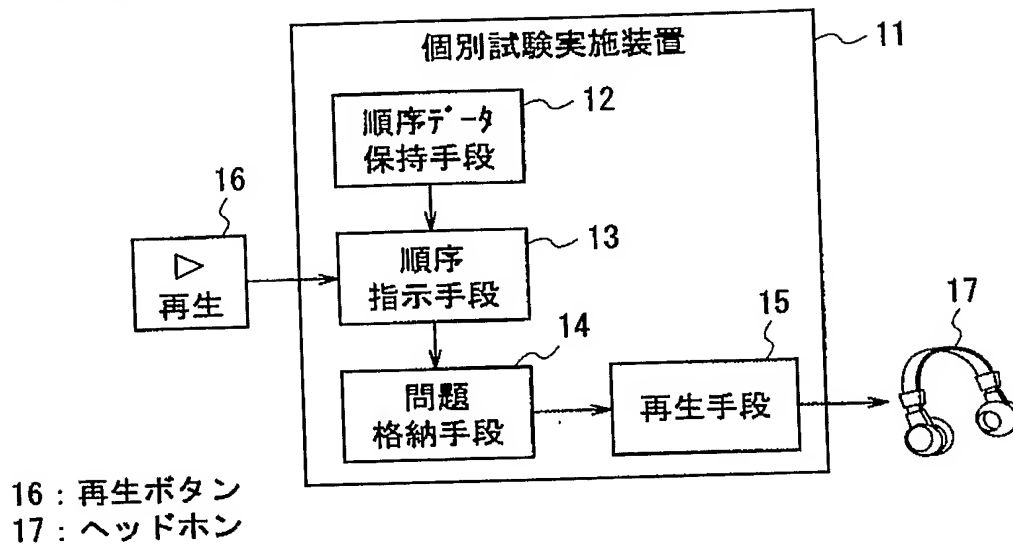 個別試験実施装置
11
順序データ
保持手段
12
16
▷
再生
順序
指示手段
13
問題
格納手段
14
再生手段
15
17
16：再生ボタン
17：ヘッドホン